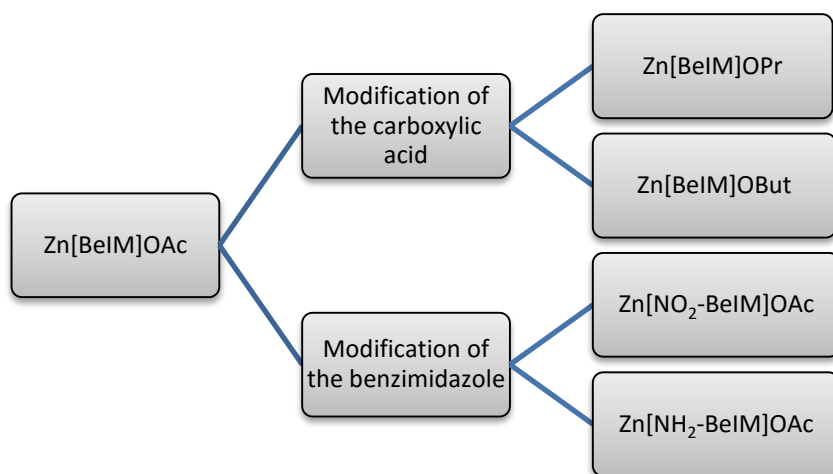 Zn[BeIM]OAc
Modification of
the carboxylic
acid
Zn[BeIM]OPr
Zn[BeIM]OBut
Modification of
the benzimidazole
Zn[NO₂-BeIM]OAc
Zn[NH₂-BeIM]OAc